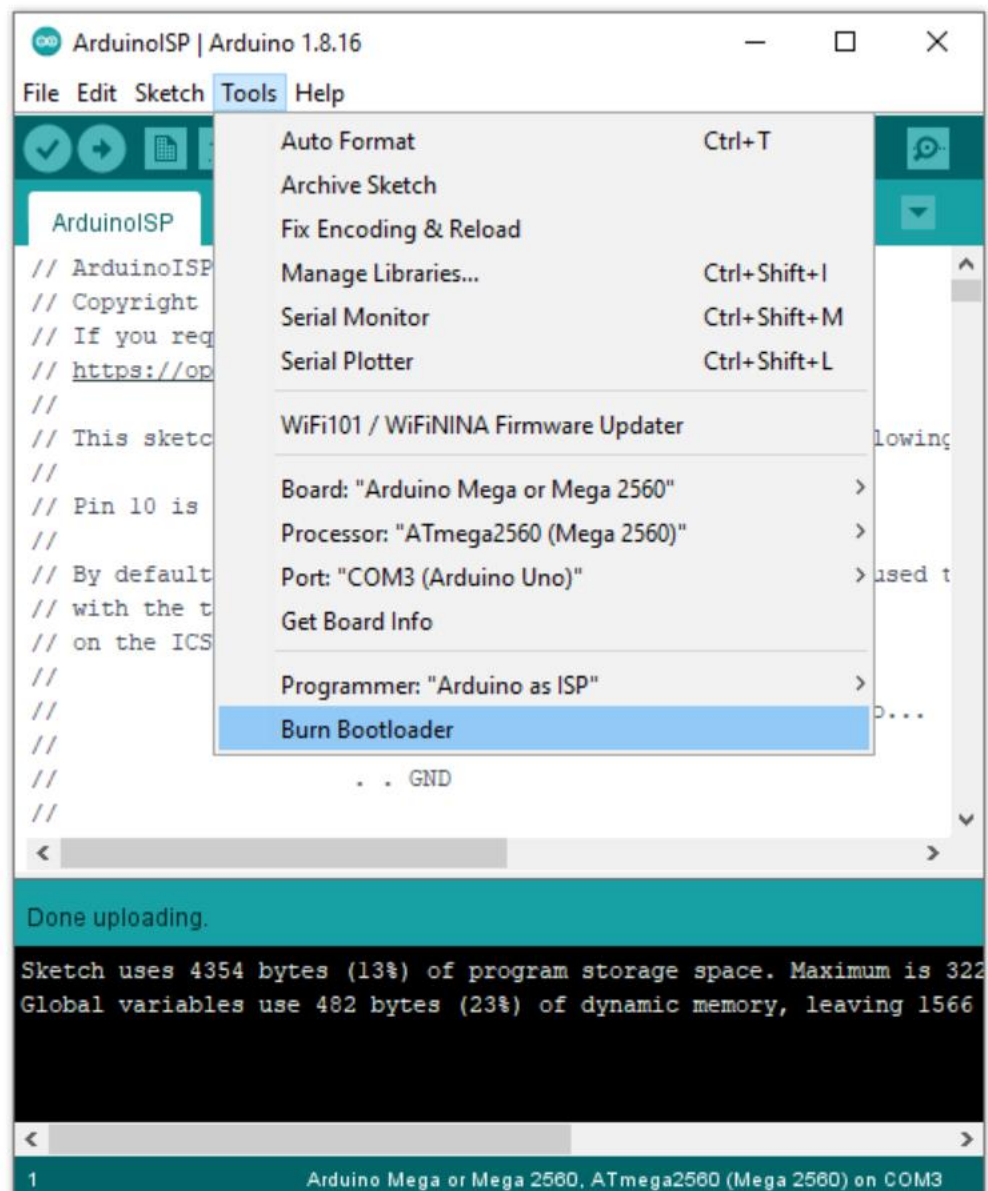 ArduinoISP | Arduino 1.8.16
File Edit Sketch Tools Help
Auto Format Ctrl+T
Archive Sketch
ArduinoISP
Fix Encoding & Reload
// ArduinoISP
Manage Libraries... Ctrl+Shift+I
// Copyright
Serial Monitor Ctrl+Shift+M
// If you req
Serial Plotter Ctrl+Shift+L
// https://op
//
WiFi101 / WiFiNINA Firmware Updater
// This sketc lowing
//
Board: "Arduino Mega or Mega 2560"
// Pin 10 is
Processor: "ATmega2560 (Mega 2560)"
//
// By default
Port: "COM3 (Arduino Uno)"
used t
// with the t
Get Board Info
// on the ICS
//
Programmer: "Arduino as ISP"
//
Burn Bootloader
//
// . . GND
//
Done uploading.
Sketch uses 4354 bytes (13%) of program storage space. Maximum is 322
Global variables use 482 bytes (23%) of dynamic memory, leaving 1566
1 Arduino Mega or Mega 2560, ATmega2560 (Mega 2560) on COM3